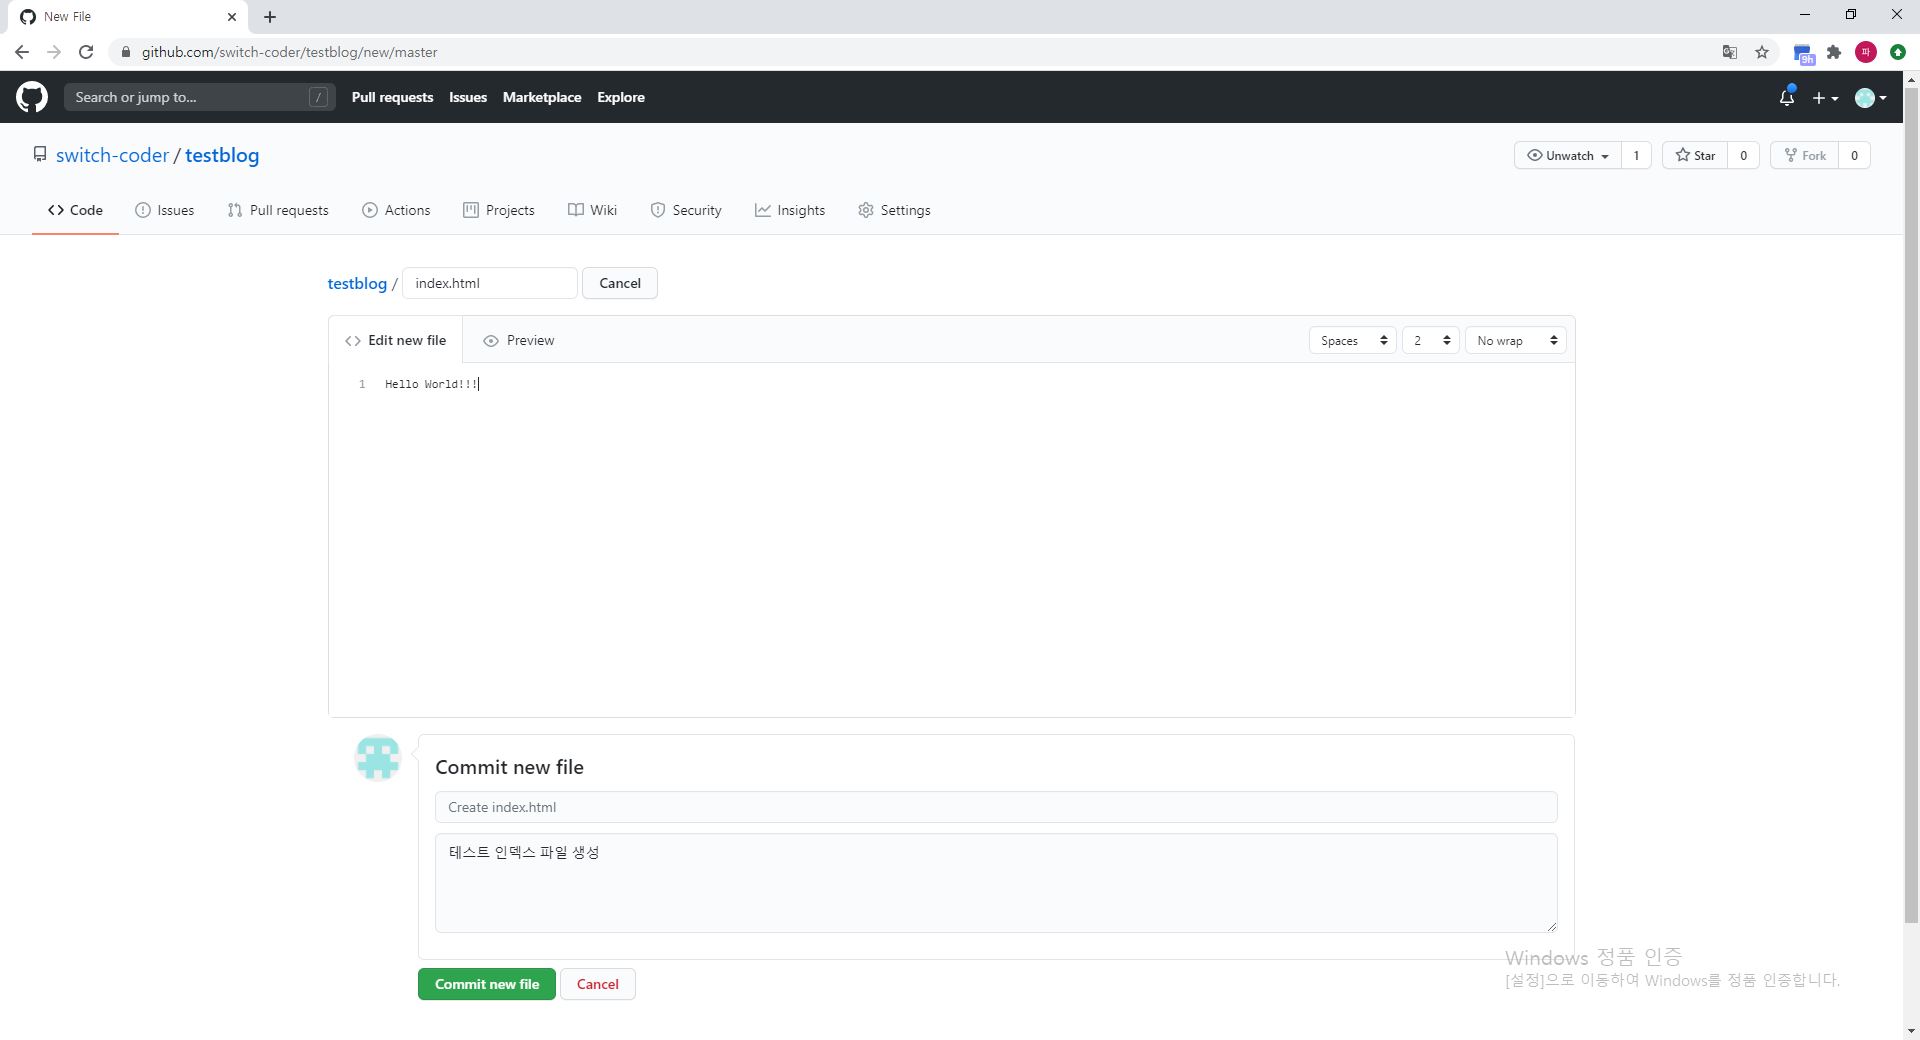 New File
github.com/switch-coder/testblog/new/master
9h
파
Search or jump to...
/
Pull requests Issues Marketplace Explore
switch-coder / testblog
Unwatch 1 Star 0 Fork 0
Code Issues Pull requests Actions Projects Wiki Security Insights Settings
testblog / index.html Cancel
Edit new file Preview Spaces 2 No wrap
1 Hello World!!!
Commit new file
Create index.html
테스트 인덱스 파일 생성
Windows 정품 인증
[설정]으로 이동하여 Windows를 정품 인증합니다.
Commit new file Cancel